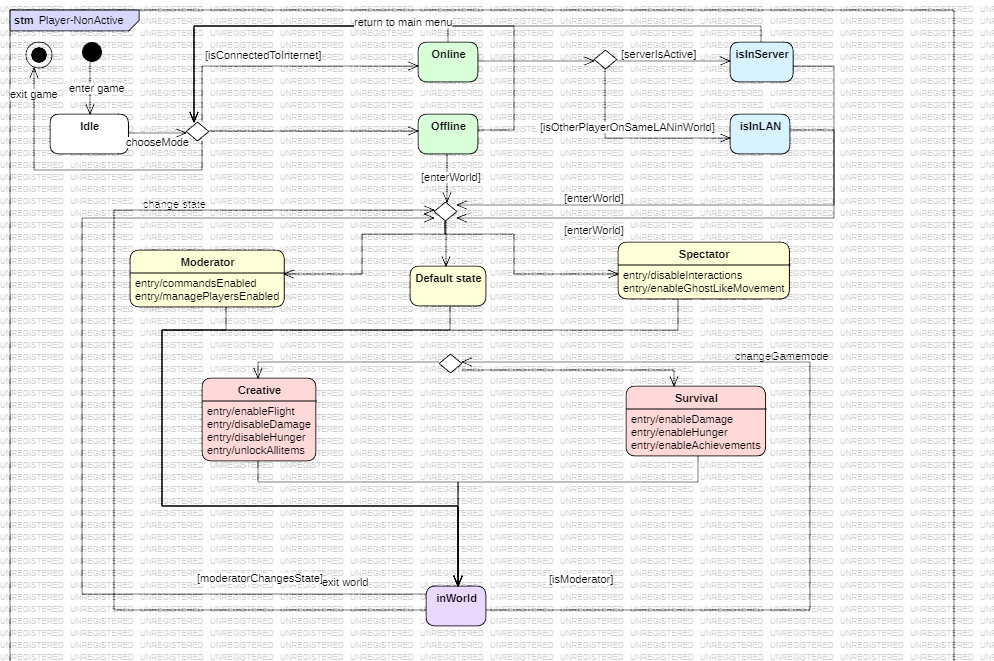 stm Player-NonActive
return to main menu
[isConnectedToInternet]
Online
[serverIsActive]
isInServer
exit game
enter game
Idle
chooseMode
Offline
[isOtherPlayerOnSameLANinWorld]
isInLAN
[enterWorld]
change state
[enterWorld]
[enterWorld]
Moderator
entry/commandsEnabled
entry/managePlayersEnabled
Default state
Spectator
entry/disableInteractions
entry/enableGhostLikeMovement
changeGamemode
Creative
entry/enableFlight
entry/disableDamage
entry/disableHunger
entry/unlockAllitems
Survival
entry/enableDamage
entry/enableHunger
entry/enableAchievements
[moderatorChangesState]
exit world
[isModerator]
inWorld
UNREGISTERED